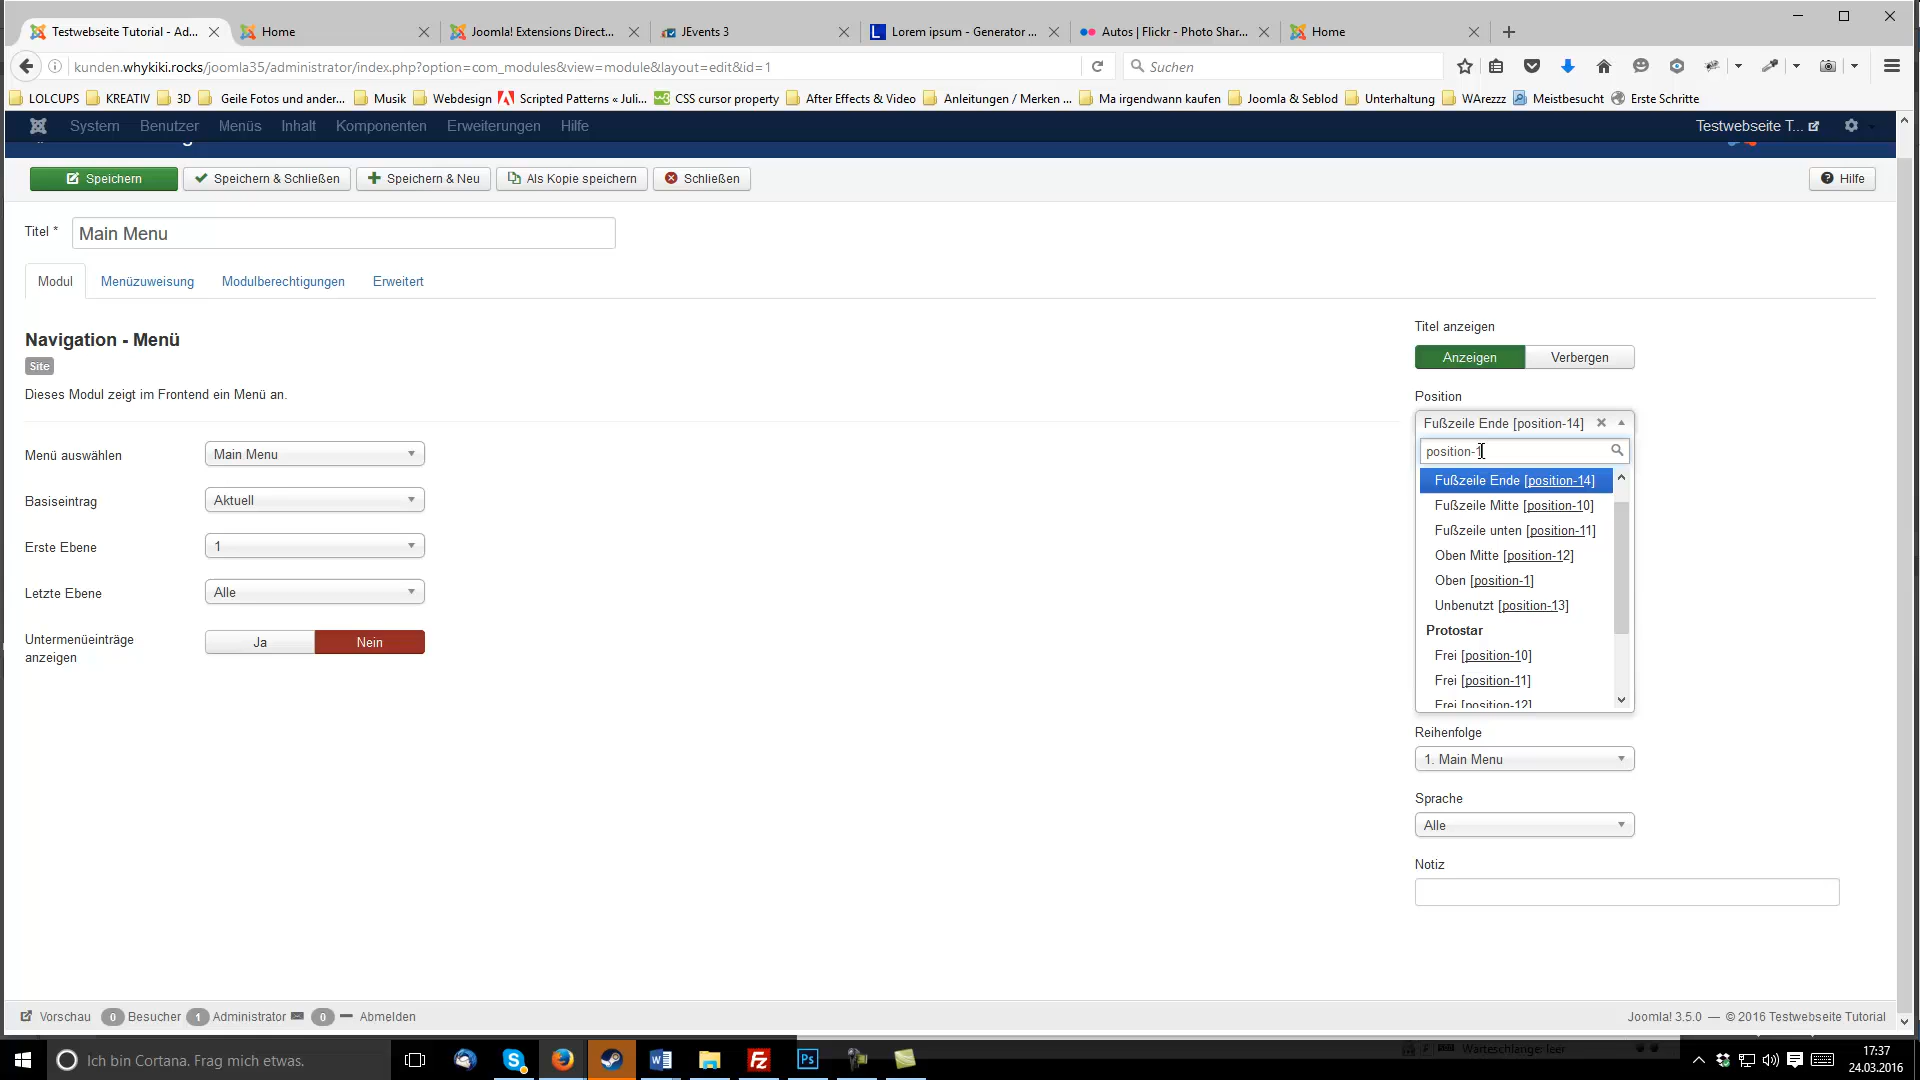 Testwebseite Tutorial - Ad...
Home
Joomla! Extensions Direct...
JEvents 3
Lorem ipsum - Generator ...
Autos | Flickr - Photo Shar...
Home
kunden.whykiki.rocks/joomla35/administrator/index.php?option=com_modules&view=module&layout=edit&id=1
Suchen
LOLCUPS
KREATIV
3D
Geile Fotos und ander...
Musik
Webdesign
Scripted Patterns « Juli...
CSS cursor property
After Effects & Video
Anleitungen / Merken ...
Ma irgendwann kaufen
Joomla & Seblod
Unterhaltung
WArezzz
Meistbesucht
Erste Schritte
System
Benutzer
Menüs
Inhalt
Komponenten
Erweiterungen
Hilfe
Testwebseite T...
Speichern
Speichern & Schließen
Speichern & Neu
Als Kopie speichern
Schließen
Hilfe
Titel *
Main Menu
Modul
Menüzuweisung
Modulberechtigungen
Erweitert
Navigation - Menü
Site
Dieses Modul zeigt im Frontend ein Menü an.
Menü auswählen
Main Menu
Basiseintrag
Aktuell
Erste Ebene
1
Letzte Ebene
Alle
Untermenüeinträge
anzeigen
Ja
Nein
Titel anzeigen
Anzeigen
Verbergen
Position
Fußzeile Ende [position-14]
position-1
Fußzeile Ende [position-14]
Fußzeile Mitte [position-10]
Fußzeile unten [position-11]
Oben Mitte [position-12]
Oben [position-1]
Unbenutzt [position-13]
Protostar
Frei [position-10]
Frei [position-11]
Frei [position-12]
Reihenfolge
1. Main Menu
Sprache
Alle
Notiz
Vorschau
0
Besucher
1
Administrator
0
Abmelden
Joomla! 3.5.0 — © 2016 Testwebseite Tutorial
Ich bin Cortana. Frag mich etwas.
Warteschlange: leer
17:37
24.03.2016